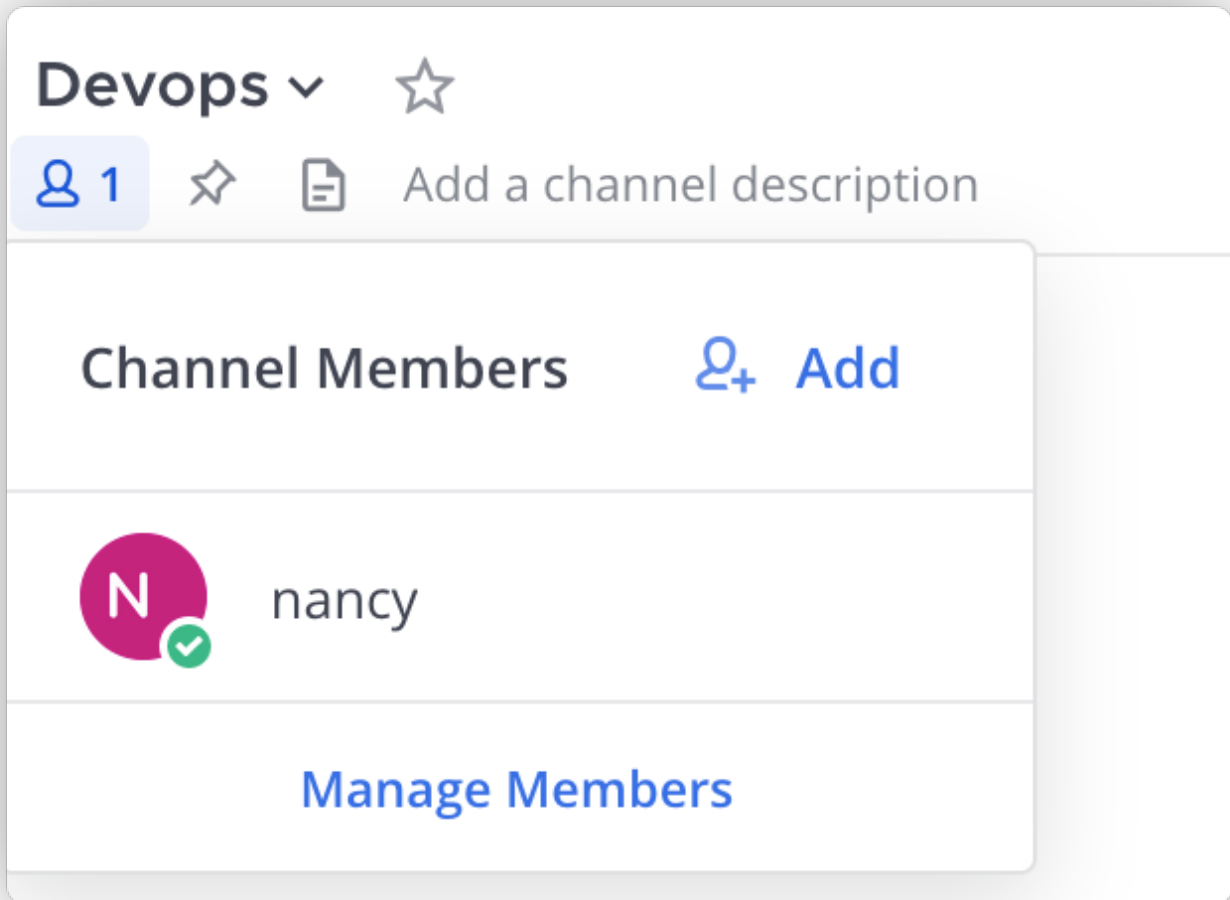 Devops
1 Add a channel description
Channel Members Add
N nancy
Manage Members